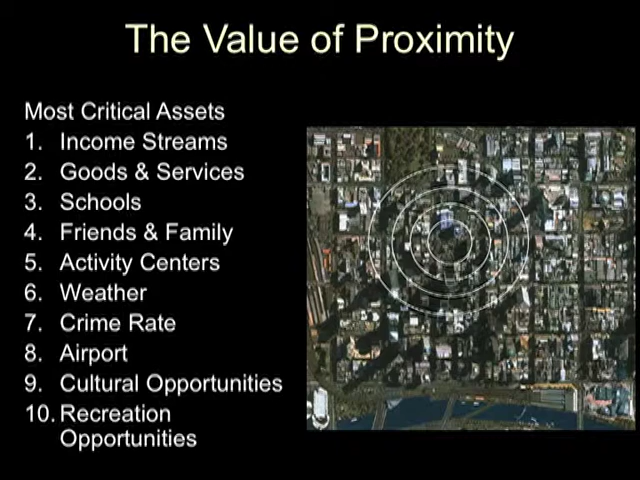 The Value of Proximity
Most Critical Assets
1. Income Streams
2. Goods & Services
3. Schools
4. Friends & Family
5. Activity Centers
6. Weather
7. Crime Rate
8. Airport
9. Cultural Opportunities
10. Recreation
Opportunities